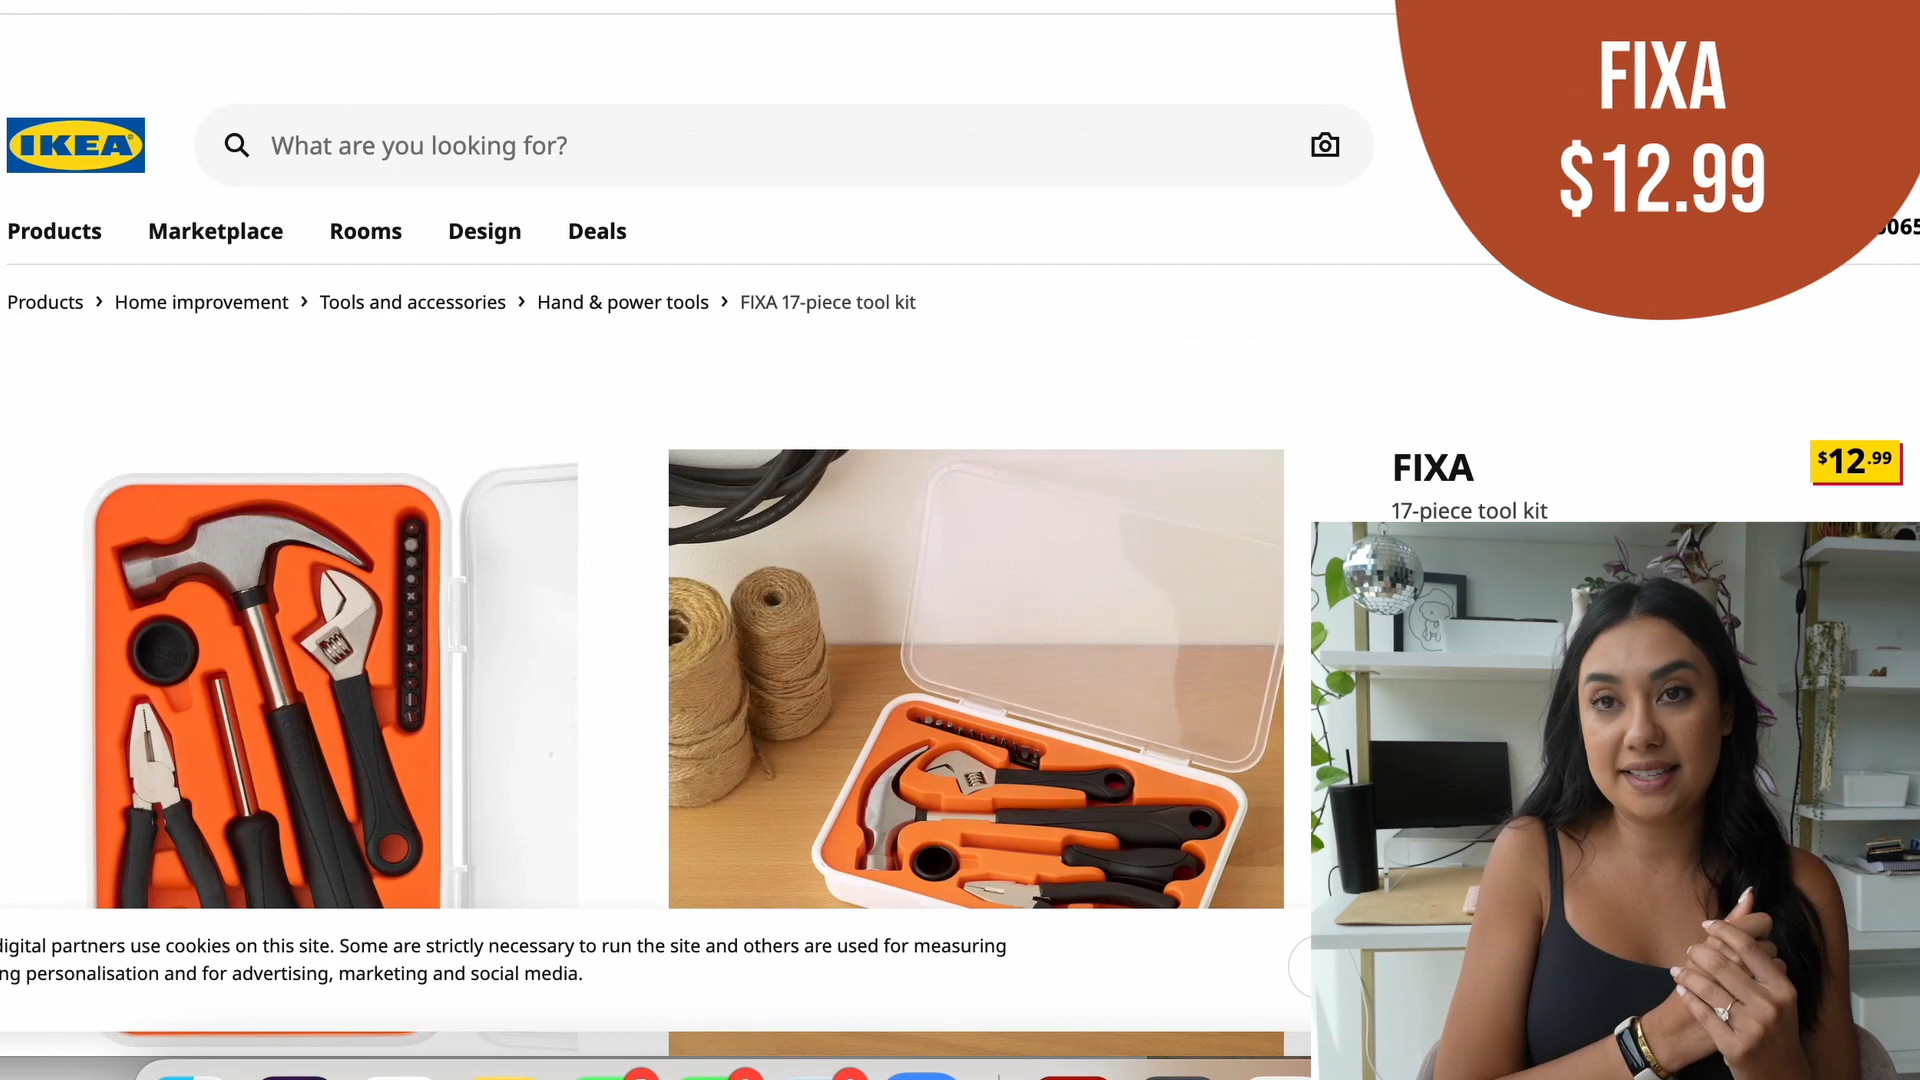 FIXA
$12.99
IKEA
What are you looking for?
Products Marketplace Rooms Design Deals
Products > Home improvement > Tools and accessories > Hand & power tools > FIXA 17-piece tool kit
FIXA
$12.99
17-piece tool kit
digital partners use cookies on this site. Some are strictly necessary to run the site and others are used for measuring
personalisation and for advertising, marketing and social media.